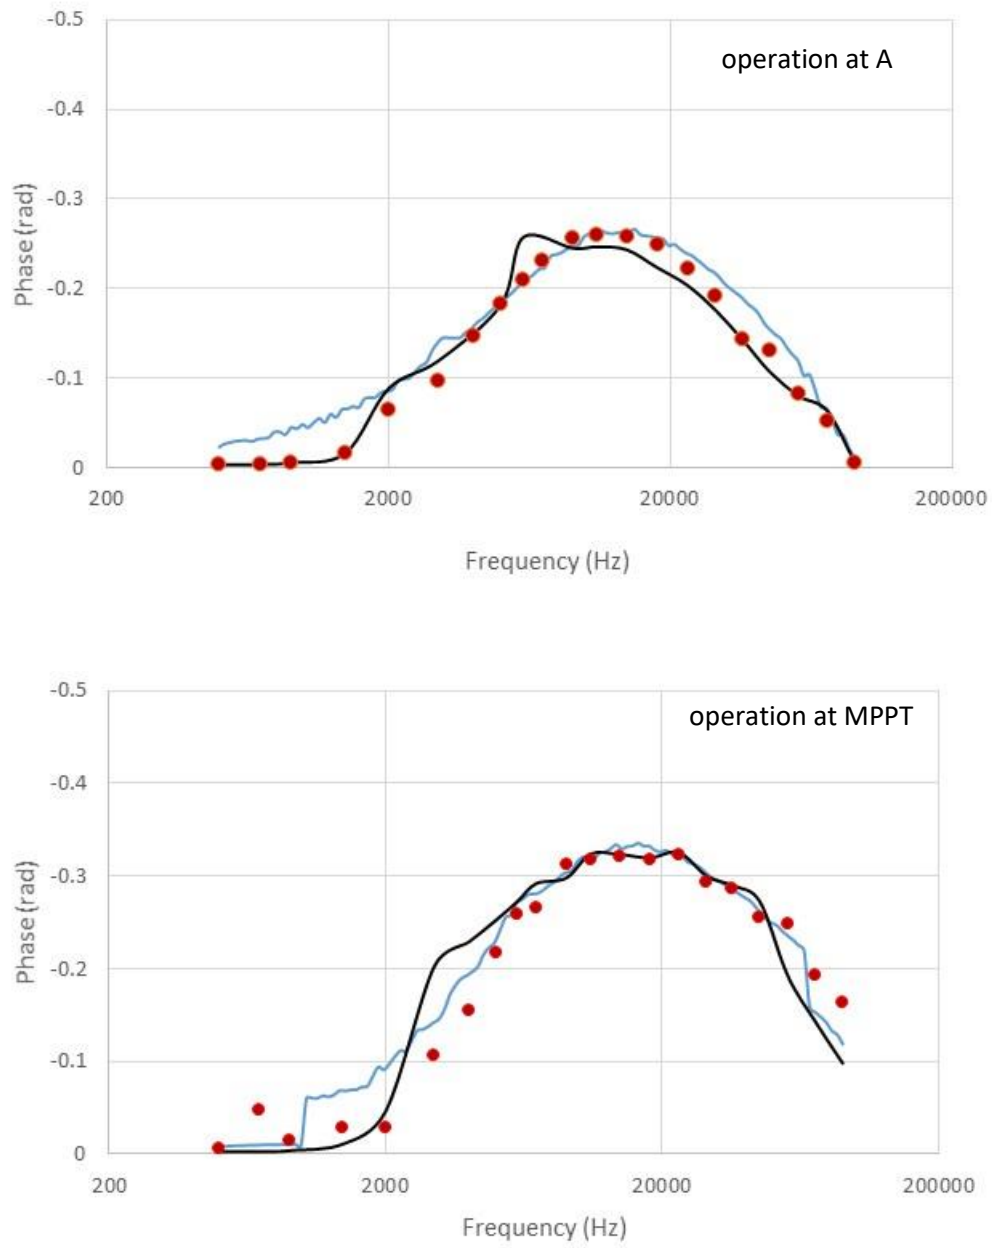 -0.5
operation at A
-0.4
-0.3
-0.2
-0.1
0
Phase (rad)
200 2000 20000 200000
Frequency (Hz)
-0.5
operation at MPPT
-0.4
-0.3
-0.2
-0.1
0
Phase (rad)
200 2000 20000 200000
Frequency (Hz)